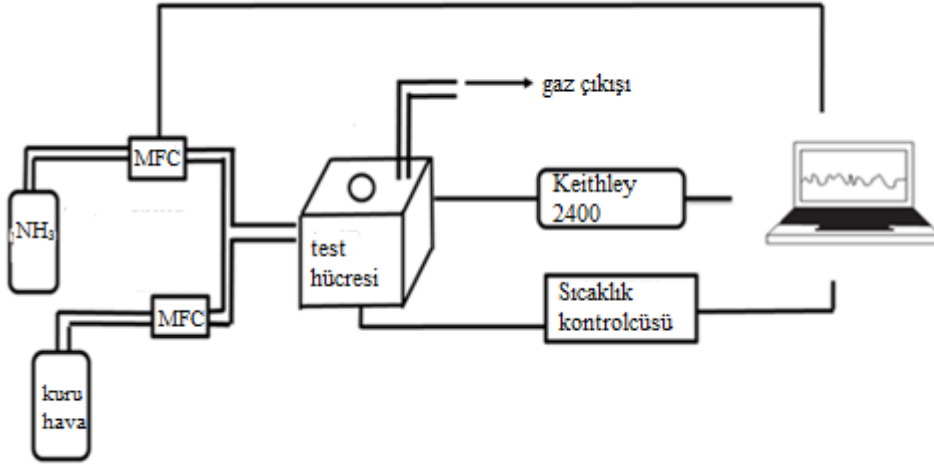 gaz çıkışı
MFC
Keithley
2400
NH₃
test
hücresi
Sıcaklık
kontrolcüsü
MFC
kuru
hava